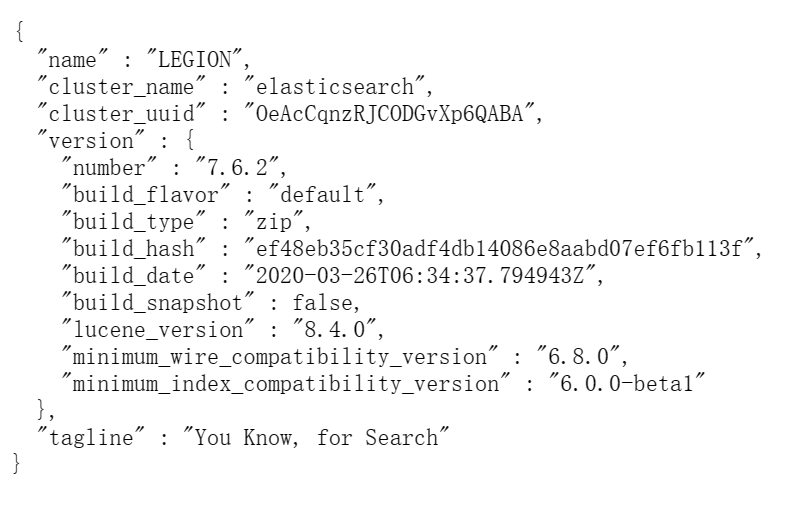 {
  "name" : "LEGION",
  "cluster_name" : "elasticsearch",
  "cluster_uuid" : "OeAcCqnzRJCODGvXp6QABA",
  "version" : {
    "number" : "7.6.2",
    "build_flavor" : "default",
    "build_type" : "zip",
    "build_hash" : "ef48eb35cf30adf4db14086e8aabd07ef6fb113f",
    "build_date" : "2020-03-26T06:34:37.794943Z",
    "build_snapshot" : false,
    "lucene_version" : "8.4.0",
    "minimum_wire_compatibility_version" : "6.8.0",
    "minimum_index_compatibility_version" : "6.0.0-beta1"
  },
  "tagline" : "You Know, for Search"
}